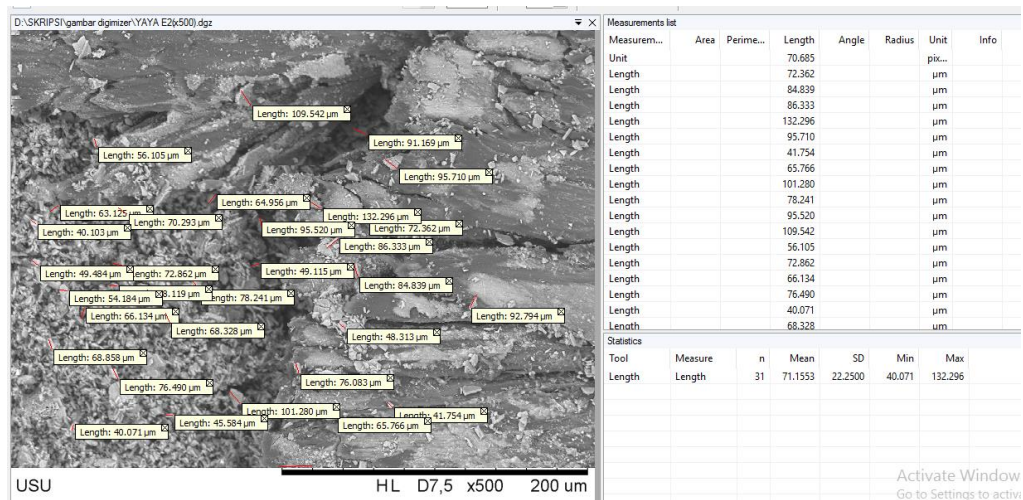 D:\SKRIPSI\gambar digimizer\YAYA E2(x500).dgz
Length: 109.542 µm
Length: 91.169 µm
Length: 56.105 µm
Length: 95.710 µm
Length: 64.956 µm
Length: 63.125 µm
Length: 132.296 µm
Length: 70.293 µm
Length: 72.362 µm
Length: 40.103 µm
Length: 95.520 µm
Length: 86.333 µm
Length: 49.484 µm
Length: 72.862 µm
Length: 49.115 µm
Length: 84.839 µm
Length: 54.184 µm
8.119 µm
Length: 78.241 µm
Length: 66.134 µm
Length: 92.794 µm
Length: 68.328 µm
Length: 48.313 µm
Length: 68.858 µm
Length: 76.490 µm
Length: 76.083 µm
Length: 101.280 µm
Length: 41.754 µm
Length: 45.584 µm
Length: 65.766 µm
Length: 40.071 µm
USU HL D7,5 x500 200 um
Measurements list
Measurem... Area Perime... Length Angle Radius Unit Info
Unit 70.685 pix...
Length 72.362 µm
Length 84.839 µm
Length 86.333 µm
Length 132.296 µm
Length 95.710 µm
Length 41.754 µm
Length 65.766 µm
Length 101.280 µm
Length 78.241 µm
Length 95.520 µm
Length 109.542 µm
Length 56.105 µm
Length 72.862 µm
Length 66.134 µm
Length 76.490 µm
Length 40.071 µm
Length 68.328 µm
Statistics
Tool Measure n Mean SD Min Max
Length Length 31 71.1553 22.2500 40.071 132.296
Activate Window
Go to Settings to activ